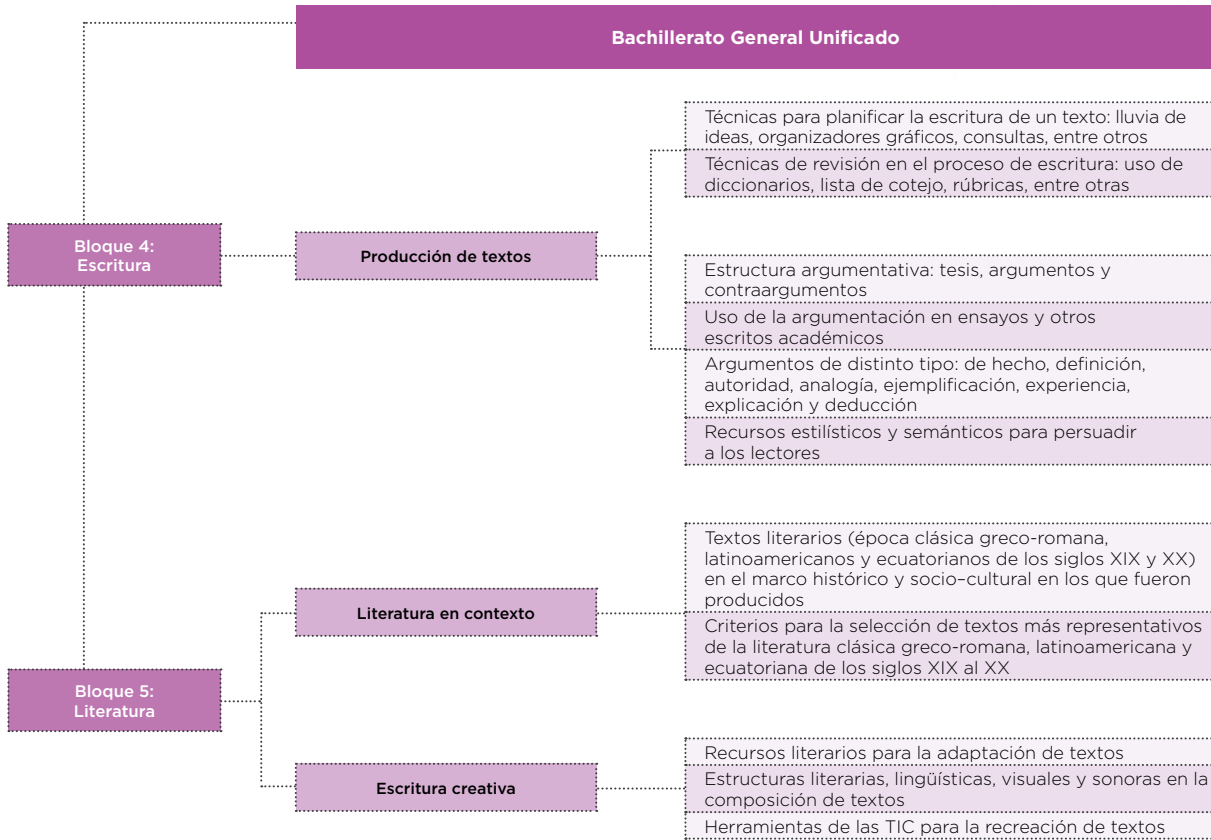 Bachillerato General Unificado
Técnicas para planificar la escritura de un texto: lluvia de
ideas, organizadores gráficos, consultas, entre otros
Técnicas de revisión en el proceso de escritura: uso de
diccionarios, lista de cotejo, rúbricas, entre otras
Bloque 4:
Escritura
Producción de textos
Estructura argumentativa: tesis, argumentos y
contraargumentos
Uso de la argumentación en ensayos y otros
escritos académicos
Argumentos de distinto tipo: de hecho, definición,
autoridad, analogía, ejemplificación, experiencia,
explicación y deducción
Recursos estilísticos y semánticos para persuadir
a los lectores
Textos literarios (época clásica greco-romana,
latinoamericanos y ecuatorianos de los siglos XIX y XX)
en el marco histórico y socio-cultural en los que fueron
producidos
Literatura en contexto
Criterios para la selección de textos más representativos
de la literatura clásica greco-romana, latinoamericana y
ecuatoriana de los siglos XIX al XX
Bloque 5:
Literatura
Recursos literarios para la adaptación de textos
Escritura creativa
Estructuras literarias, lingüísticas, visuales y sonoras en la
composición de textos
Herramientas de las TIC para la recreación de textos